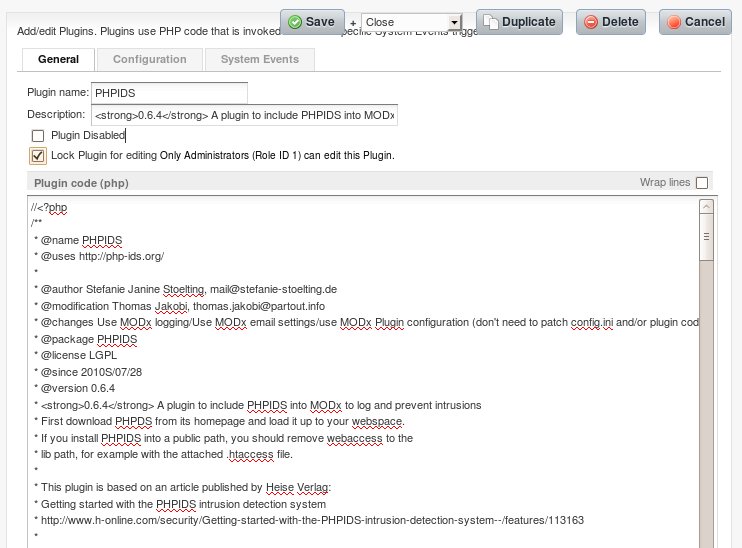 Save + Close Duplicate Delete Cancel
Add/edit Plugins. Plugins use PHP code that is invoked
General Configuration System Events
Plugin name: PHPIDS
Description: <strong>0.6.4</strong> A plugin to include PHPIDS into MODx
Plugin Disabled
Lock Plugin for editing Only Administrators (Role ID 1) can edit this Plugin.
Plugin code (php) Wrap lines
//<?php
/**
* @name PHPIDS
* @uses http://php-ids.org/
*
* @author Stefanie Janine Stoelting, mail@stefanie-stoelting.de
* @modification Thomas Jakobi, thomas.jakobi@partout.info
* @changes Use MODx logging/Use MODx email settings/use MODx Plugin configuration (don't need to patch config.ini and/or plugin cod
* @package PHPIDS
* @license LGPL
* @since 2010S/07/28
* @version 0.6.4
* <strong>0.6.4</strong> A plugin to include PHPIDS into MODx to log and prevent intrusions
* First download PHPDS from its homepage and load it up to your webspace.
* If you install PHPIDS into a public path, you should remove webaccess to the
* lib path, for example with the attached .htaccess file.
*
* This plugin is based on an article published by Heise Verlag:
* Getting started with the PHPIDS intrusion detection system
* http://www.h-online.com/security/Getting-started-with-the-PHPIDS-intrusion-detection-system--/features/113163
*